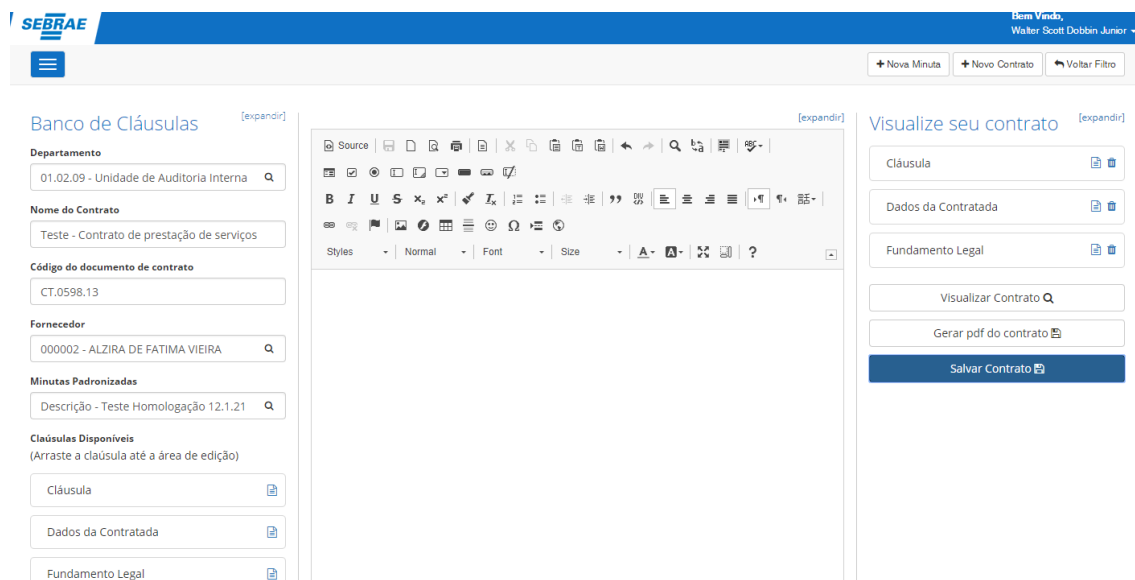 SEBRAE
Bem Vindo,
Walter Scott Dobbin Junior
Nova Minuta
Novo Contrato
Voltar Filtro
Banco de Cláusulas
[expandir]
Departamento
01.02.09 - Unidade de Auditoria Interna
Nome do Contrato
Teste - Contrato de prestação de serviços
Código do documento de contrato
CT.0598.13
Fornecedor
000002 - ALZIRA DE FATIMA VIEIRA
Minutas Padronizadas
Descrição - Teste Homologação 12.1.21
Claúsulas Disponíveis
(Arraste a claúsula até a área de edição)
Cláusula
Dados da Contratada
Fundamento Legal
[expandir]
Source
B I U S x₂ x² Ix
Styles Normal Font Size A A ?
Visualize seu contrato
[expandir]
Cláusula
Dados da Contratada
Fundamento Legal
Visualizar Contrato
Gerar pdf do contrato
Salvar Contrato